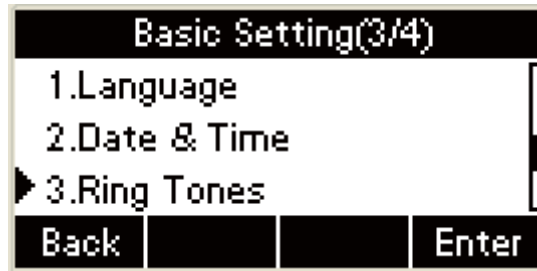 Basic Setting(3/4)
1.Language
2.Date & Time
3.Ring Tones
Back Enter